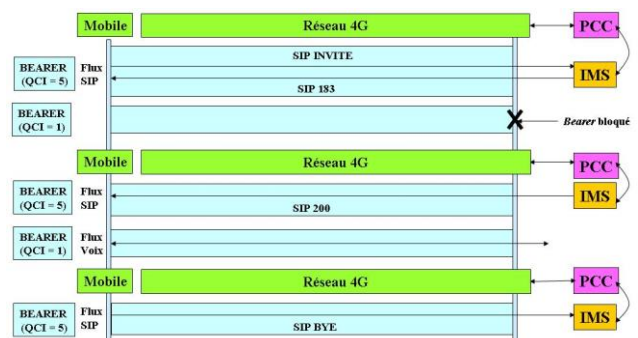 Mobile
Réseau 4G
PCC
SIP INVITE
BEARER
(QCI = 5)
Flux
SIP
IMS
SIP 183
BEARER
(QCI = 1)
Bearer bloqué
Mobile
Réseau 4G
PCC
BEARER
(QCI = 5)
Flux
SIP
IMS
SIP 200
BEARER
(QCI = 1)
Flux
Voix
Mobile
Réseau 4G
PCC
BEARER
(QCI = 5)
Flux
SIP
IMS
SIP BYE